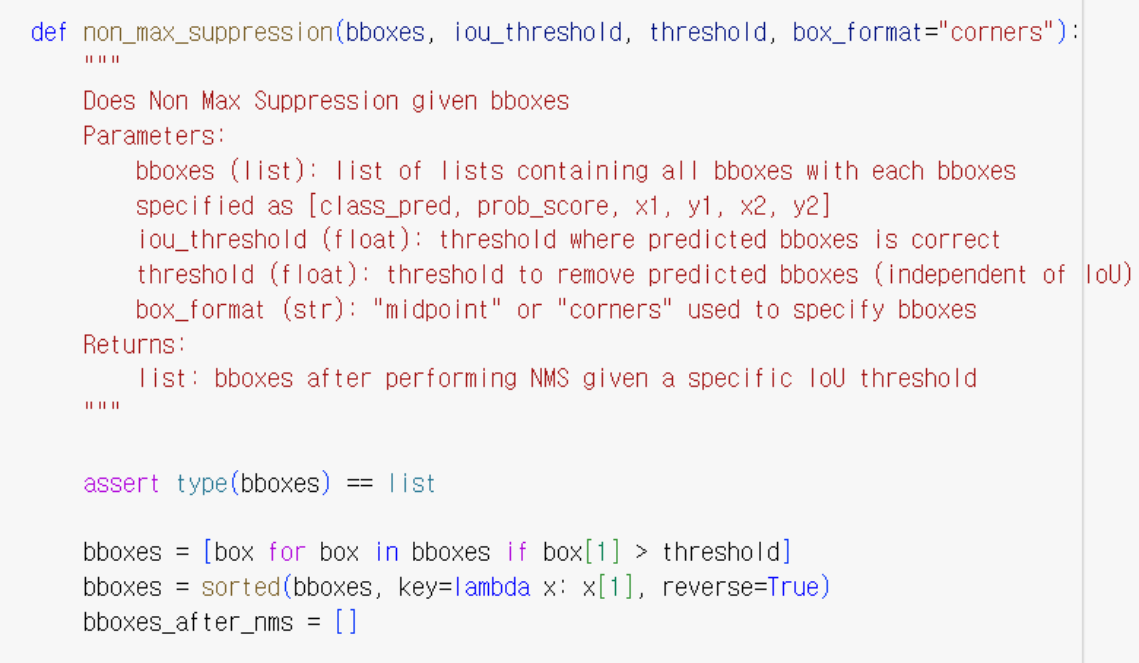 def non_max_suppression(bboxes, iou_threshold, threshold, box_format="corners"):
    """
    Does Non Max Suppression given bboxes
    Parameters:
        bboxes (list): list of lists containing all bboxes with each bboxes
        specified as [class_pred, prob_score, x1, y1, x2, y2]
        iou_threshold (float): threshold where predicted bboxes is correct
        threshold (float): threshold to remove predicted bboxes (independent of IoU)
        box_format (str): "midpoint" or "corners" used to specify bboxes
    Returns:
        list: bboxes after performing NMS given a specific IoU threshold
    """
    assert type(bboxes) == list
    bboxes = [box for box in bboxes if box[1] > threshold]
    bboxes = sorted(bboxes, key=lambda x: x[1], reverse=True)
    bboxes_after_nms = []